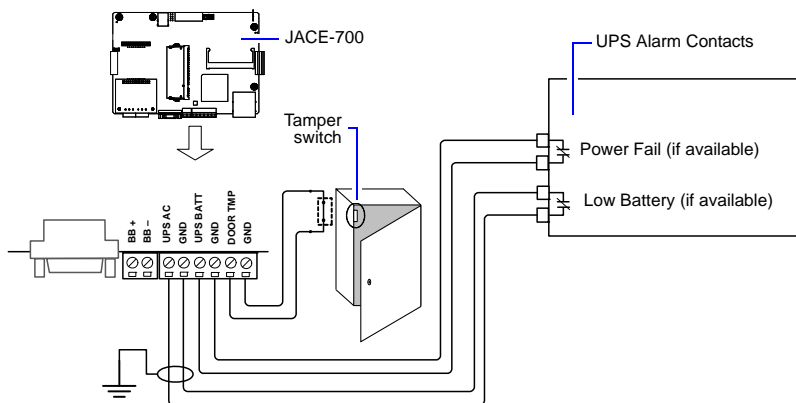 JACE-700
UPS Alarm Contacts
Tamper
switch
Power Fail (if available)
Low Battery (if available)
BB +
BB –
UPS AC
GND
UPS BATT
GND
DOOR TMP
GND